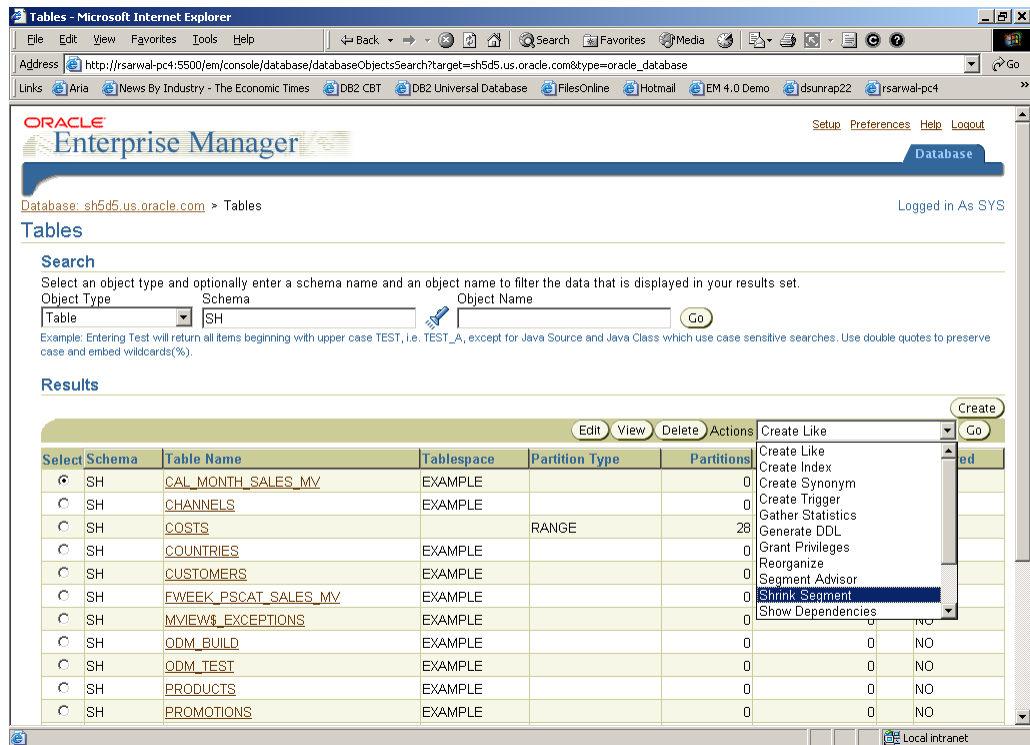 Tables - Microsoft Internet Explorer
File Edit View Favorites Tools Help Back Search Favorites Media
Address http://rsarwal-pc4:5500/em/console/database/databaseObjectsSearch?target=sh5d5.us.oracle.com&type=oracle_database Go
Links Aria News By Industry - The Economic Times DB2 CBT DB2 Universal Database FilesOnline Hotmail EM 4.0 Demo dsunrap22 rsarwal-pc4 »
ORACLE
Enterprise Manager
Setup Preferences Help Logout
Database
Database: sh5d5.us.oracle.com > Tables Logged in As SYS
Tables
Search
Select an object type and optionally enter a schema name and an object name to filter the data that is displayed in your results set.
Object Type Schema Object Name
Table SH Go
Example: Entering Test will return all items beginning with upper case TEST, i.e. TEST_A, except for Java Source and Java Class which use case sensitive searches. Use double quotes to preserve
case and embed wildcards(%).
Results
Create
Edit View Delete Actions Create Like Go
Select Schema Table Name Tablespace Partition Type Partitions ed
Create Like
Create Index
Create Synonym
Create Trigger
Gather Statistics
Generate DDL
Grant Privileges
Reorganize
Segment Advisor
Shrink Segment
Show Dependencies
SH CAL_MONTH_SALES_MV EXAMPLE 0
SH CHANNELS EXAMPLE 0
SH COSTS RANGE 28
SH COUNTRIES EXAMPLE 0
SH CUSTOMERS EXAMPLE 0
SH FWEEK_PSCAT_SALES_MV EXAMPLE 0
SH MVIEW$_EXCEPTIONS EXAMPLE 0 0 NO
SH ODM_BUILD EXAMPLE 0 0 NO
SH ODM_TEST EXAMPLE 0 0 NO
SH PRODUCTS EXAMPLE 0 0 NO
SH PROMOTIONS EXAMPLE 0 0 NO
Local intranet